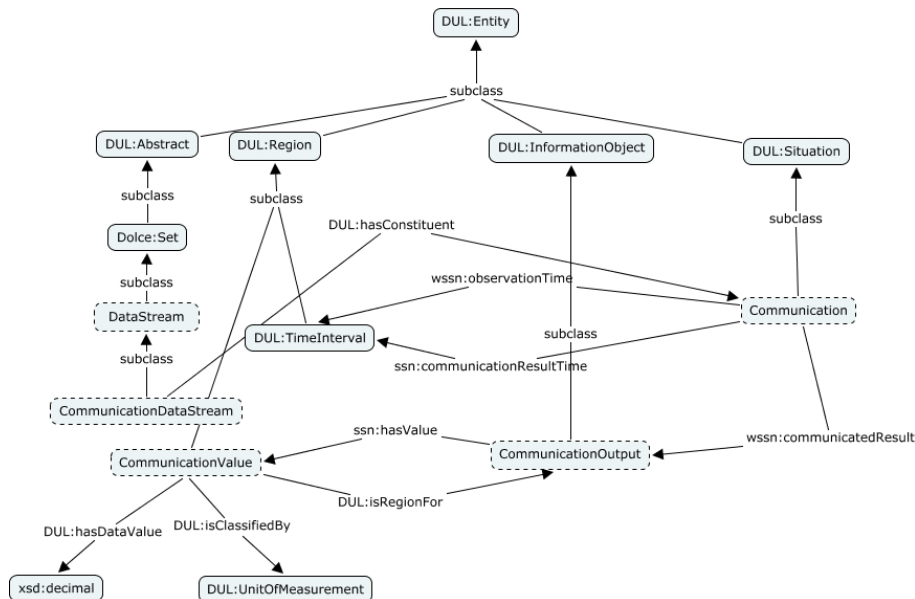 DUL:Entity
subclass
DUL:Abstract
DUL:Region
DUL:InformationObject
DUL:Situation
subclass
subclass
subclass
DUL:hasConstituent
Dolce:Set
wssn:observationTime
subclass
DataStream
Communication
DUL:TimeInterval
subclass
subclass
ssn:communicationResultTime
CommunicationDataStream
ssn:hasValue
wssn:communicatedResult
CommunicationValue
CommunicationOutput
DUL:isRegionFor
DUL:hasDataValue
DUL:isClassifiedBy
xsd:decimal
DUL:UnitOfMeasurement